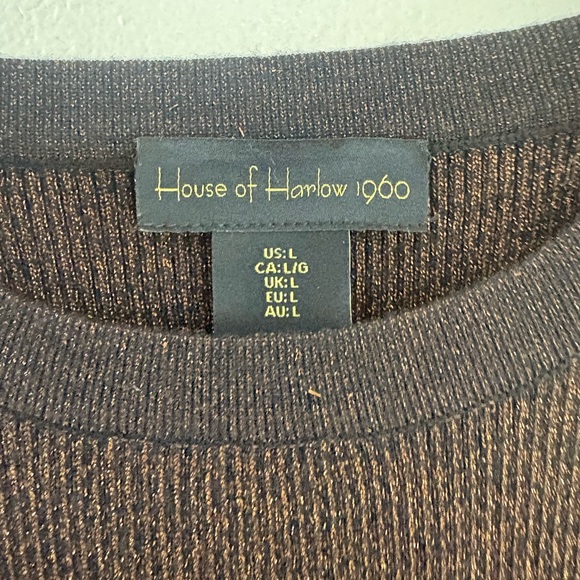 House of Harlow 1960
US: L
CA: L/G
UK: L
EU: L
AU: L